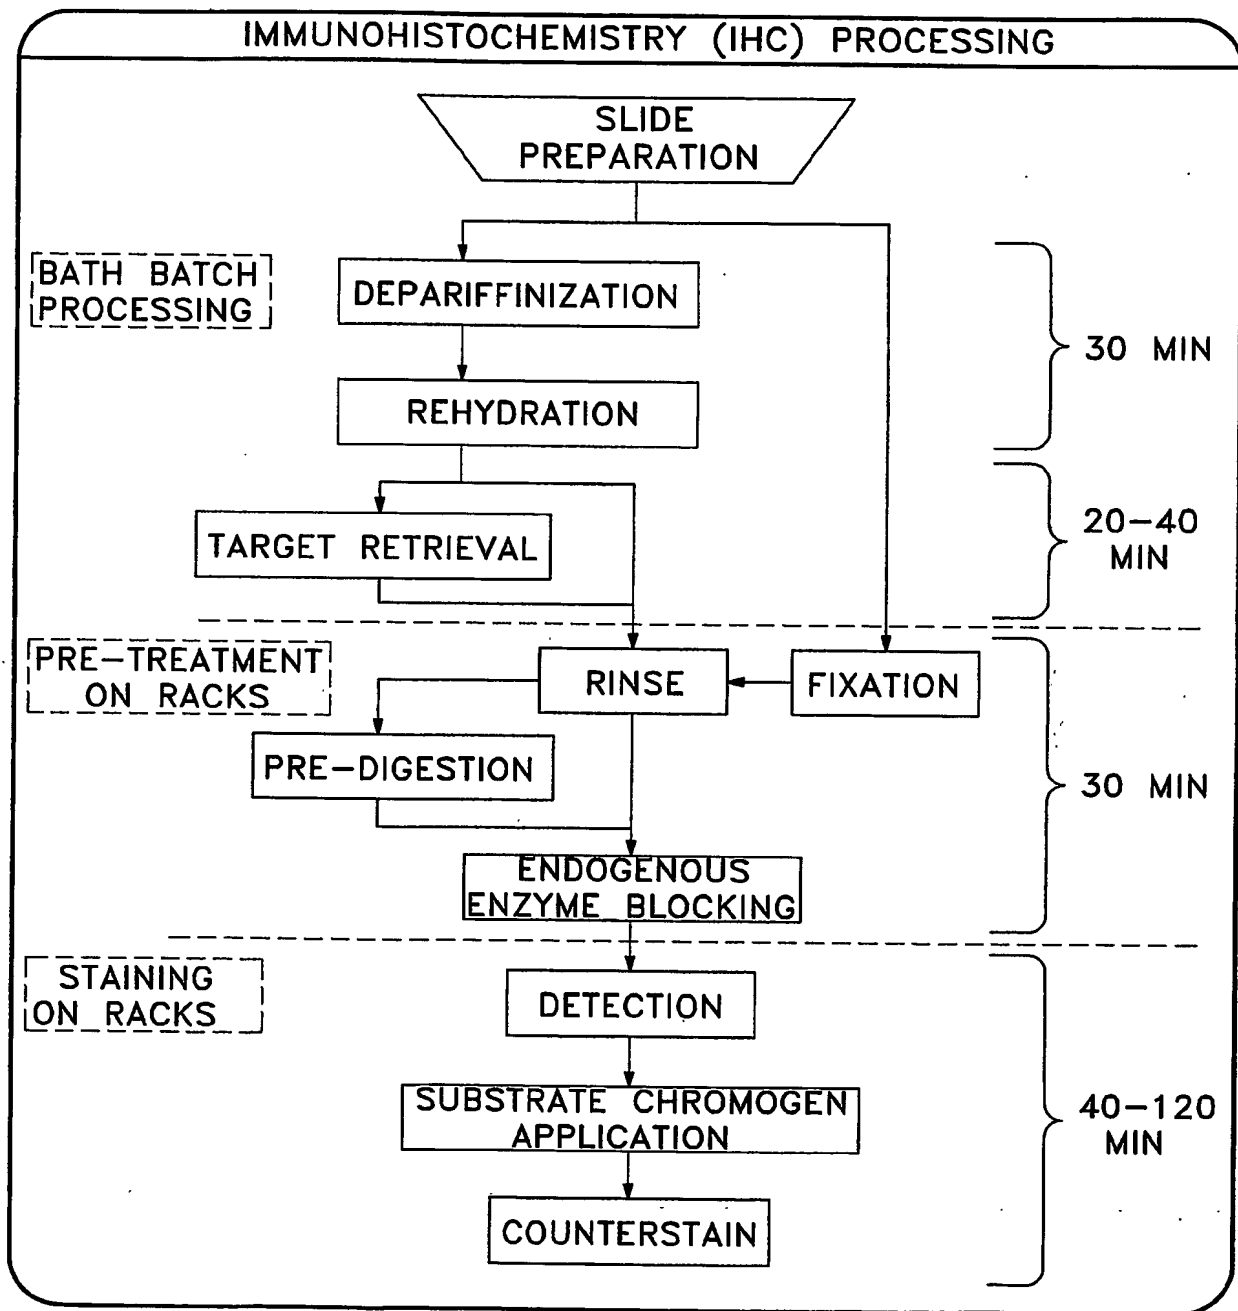 IMMUNOHISTOCHEMISTRY (IHC) PROCESSING
SLIDE
PREPARATION
BATH BATCH
PROCESSING
DEPARIFFINIZATION
30 MIN
REHYDRATION
TARGET RETRIEVAL
20-40
MIN
PRE-TREATMENT
ON RACKS
RINSE
FIXATION
PRE-DIGESTION
30 MIN
ENDOGENOUS
ENZYME BLOCKING
STAINING
ON RACKS
DETECTION
SUBSTRATE CHROMOGEN
APPLICATION
40-120
MIN
COUNTERSTAIN